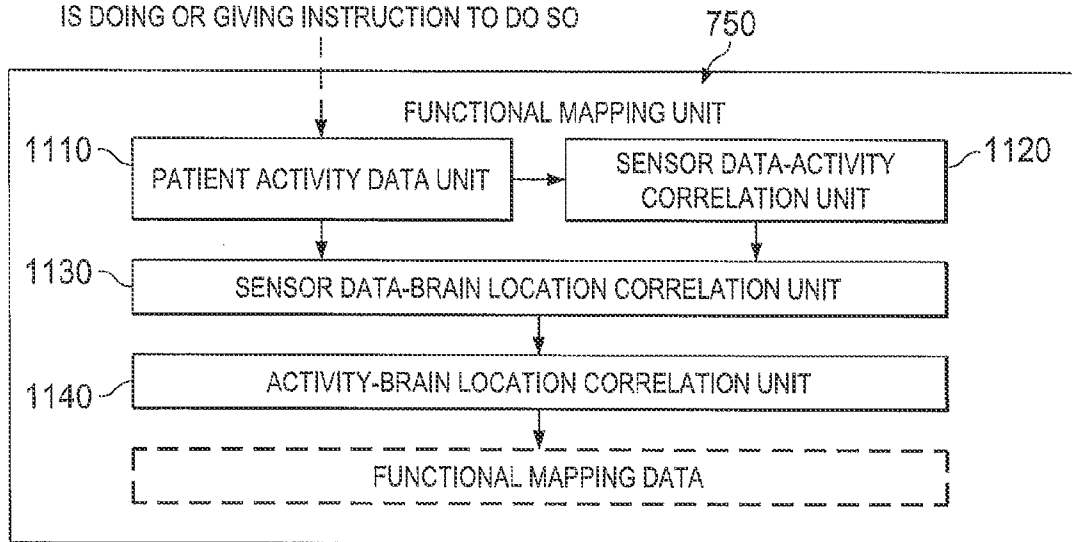 IS DOING OR GIVING INSTRUCTION TO DO SO
750
FUNCTIONAL MAPPING UNIT
1110
PATIENT ACTIVITY DATA UNIT
SENSOR DATA-ACTIVITY
CORRELATION UNIT
1120
1130
SENSOR DATA-BRAIN LOCATION CORRELATION UNIT
1140
ACTIVITY-BRAIN LOCATION CORRELATION UNIT
FUNCTIONAL MAPPING DATA